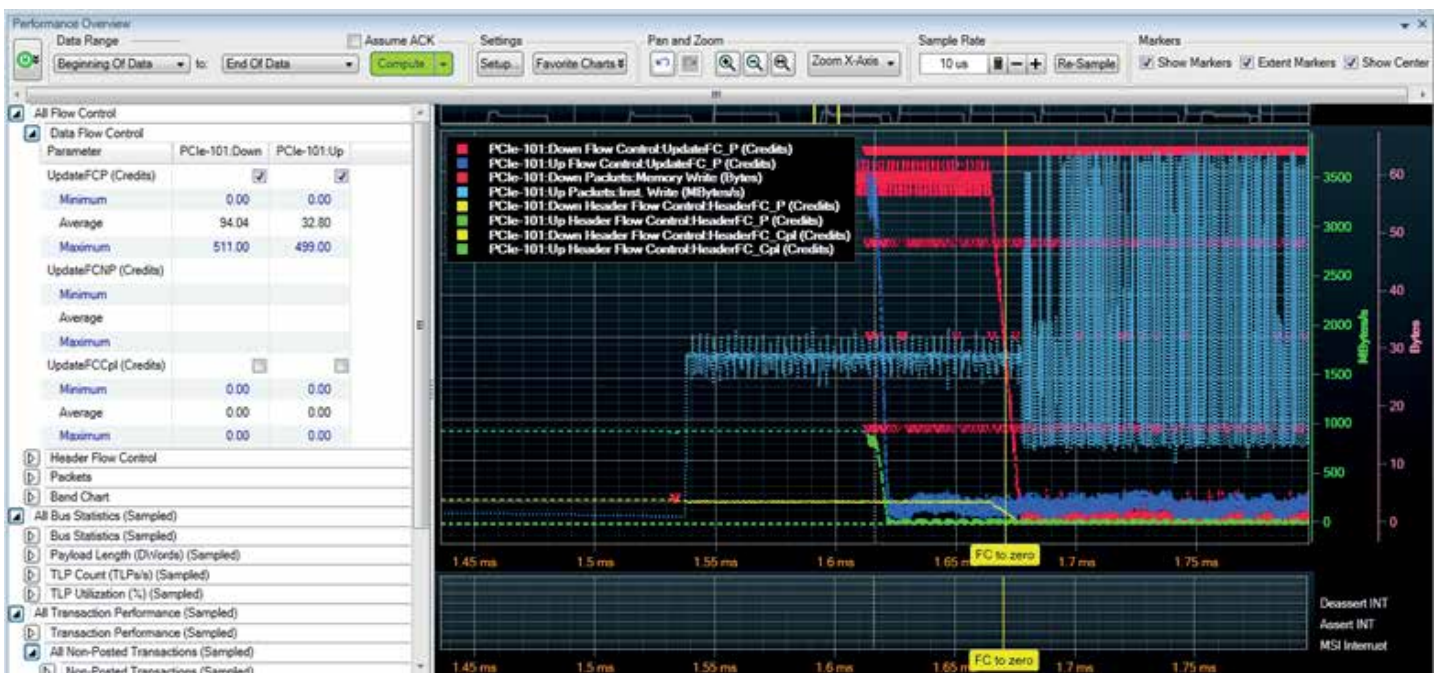 Performance Overview
Data Range
Assume ACK
Settings
Pan and Zoom
Sample Rate
Markers
Beginning Of Data to: End Of Data Compute Setup... Favorite Charts Zoom X-Axis 10 us Re-Sample Show Markers Extent Markers Show Center
All Flow Control
Data Flow Control
Parameter PCIe-101:Down PCIe-101:Up
UpdateFCP (Credits)
Minimum 0.00 0.00
Average 94.04 32.80
Maximum 511.00 499.00
UpdateFCNP (Credits)
Minimum
Average
Maximum
UpdateFCCpl (Credits)
Minimum 0.00 0.00
Average 0.00 0.00
Maximum 0.00 0.00
Header Flow Control
Packets
Band Chart
All Bus Statistics (Sampled)
Bus Statistics (Sampled)
Payload Length (DWords) (Sampled)
TLP Count (TLPs/s) (Sampled)
TLP Utilization (%) (Sampled)
All Transaction Performance (Sampled)
Transaction Performance (Sampled)
All Non-Posted Transactions (Sampled)
Non-Posted Transactions (Sampled)
PCIe-101:Down Flow Control:UpdateFC_P (Credits)
PCIe-101:Up Flow Control:UpdateFC_P (Credits)
PCIe-101:Down Packets:Memory Write (Bytes)
PCIe-101:Up Packets:Inst. Write (MBytes/s)
PCIe-101:Down Header Flow Control:HeaderFC_P (Credits)
PCIe-101:Up Header Flow Control:HeaderFC_P (Credits)
PCIe-101:Down Header Flow Control:HeaderFC_Cpl (Credits)
PCIe-101:Up Header Flow Control:HeaderFC_Cpl (Credits)
3500
3000
2500
2000
1500
1000
500
0
MBytes/s
60
50
40
30
20
10
0
Bytes
1.45 ms 1.5 ms 1.55 ms 1.6 ms 1.65 m FC to zero 1.7 ms 1.75 ms
Deassert INT
Assert INT
MSI Interrupt
1.45 ms 1.5 ms 1.55 ms 1.6 ms 1.65 m FC to zero 1.7 ms 1.75 ms